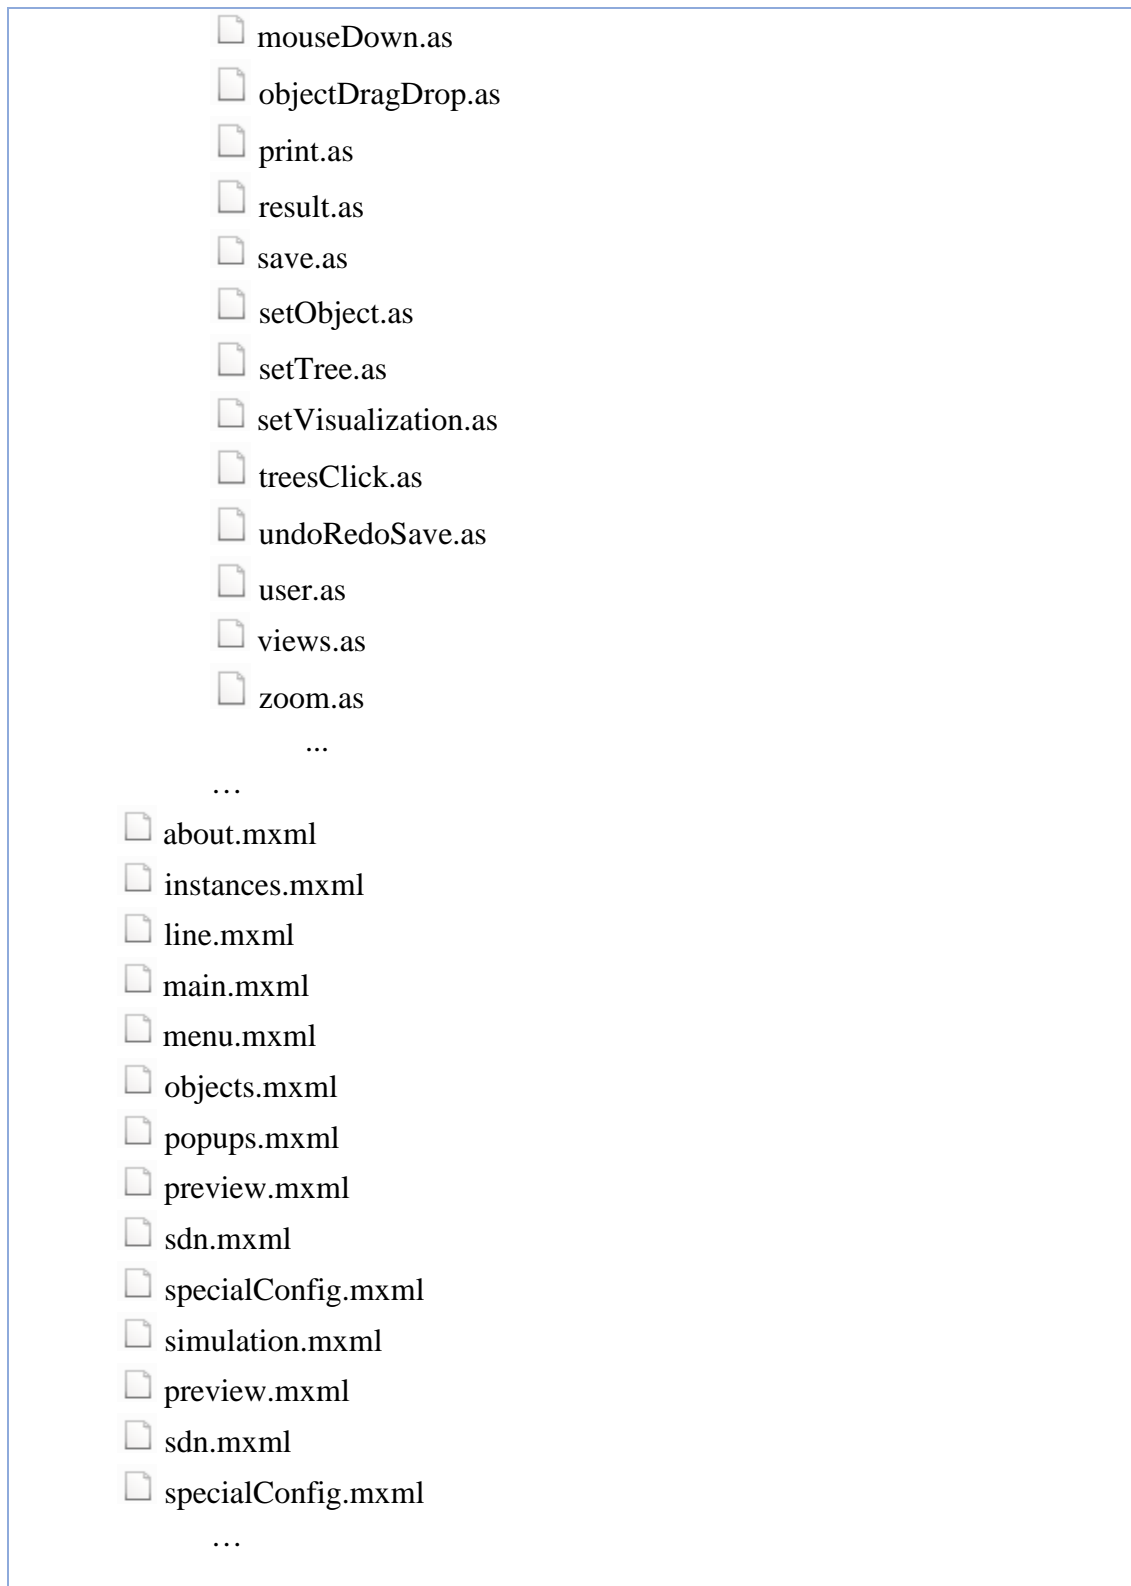 mouseDown.as
objectDragDrop.as
print.as
result.as
save.as
setObject.as
setTree.as
setVisualization.as
treesClick.as
undoRedoSave.as
user.as
views.as
zoom.as
...
…
about.mxml
instances.mxml
line.mxml
main.mxml
menu.mxml
objects.mxml
popups.mxml
preview.mxml
sdn.mxml
specialConfig.mxml
simulation.mxml
preview.mxml
sdn.mxml
specialConfig.mxml
…